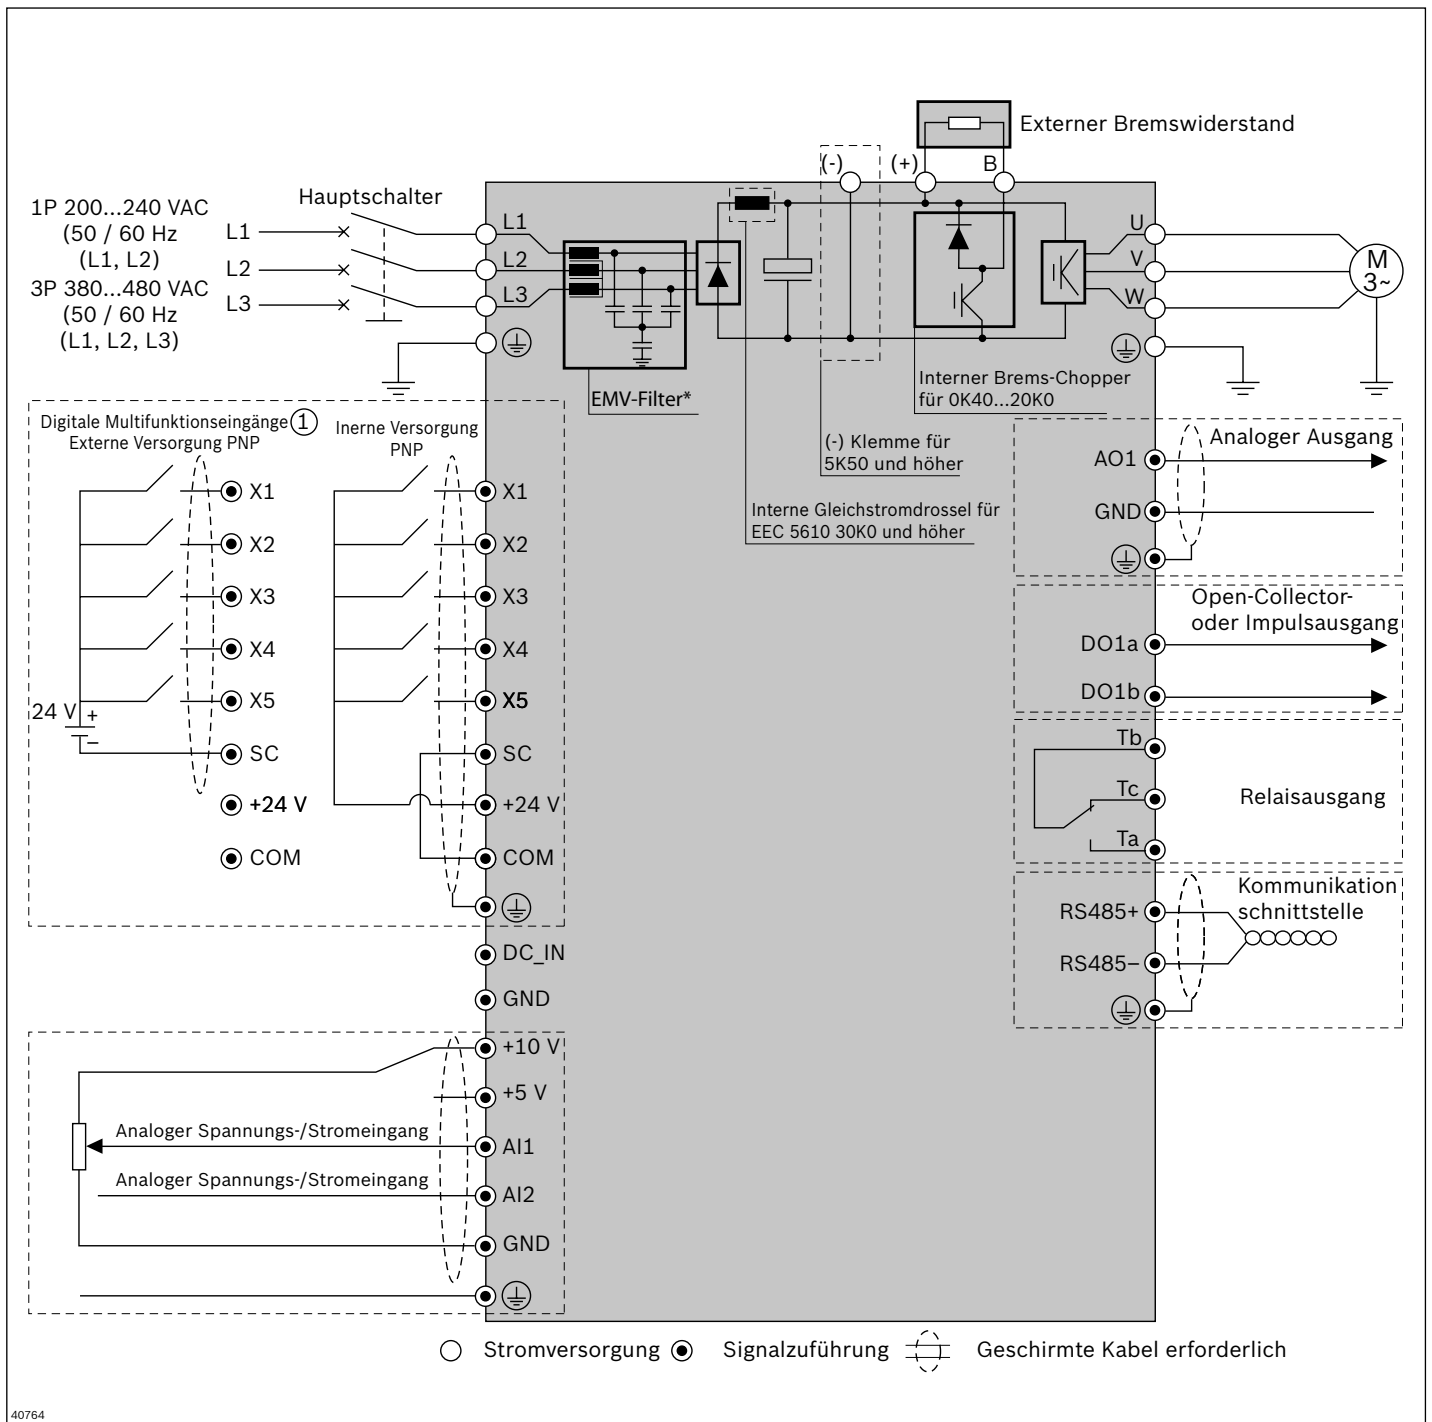 Externer Bremswiderstand
(-)
(+)
B
Hauptschalter
1P 200...240 VAC
(50 / 60 Hz
(L1, L2)
3P 380...480 VAC
(50 / 60 Hz
(L1, L2, L3)
L1
L2
L3
L1
L2
L3
U
V
W
M
3~
EMV-Filter*
Interner Brems-Chopper
für 0K40...20K0
(-) Klemme für
5K50 und höher
Interne Gleichstromdrossel für
EEC 5610 30K0 und höher
Digitale Multifunktionseingänge 1
Externe Versorgung PNP
Inerne Versorgung
PNP
X1
X2
X3
X4
X5
24 V
+
–
SC
+24 V
COM
X1
X2
X3
X4
X5
SC
+24 V
COM
DC_IN
GND
+10 V
+5 V
Analoger Spannungs-/Stromeingang
AI1
Analoger Spannungs-/Stromeingang
AI2
GND
Analoger Ausgang
AO1
GND
Open-Collector-
oder Impulsausgang
DO1a
DO1b
Tb
Tc
Ta
Relaisausgang
Kommunikation
schnittstelle
RS485+
RS485–
Stromversorgung
Signalzuführung
Geschirmte Kabel erforderlich
40764